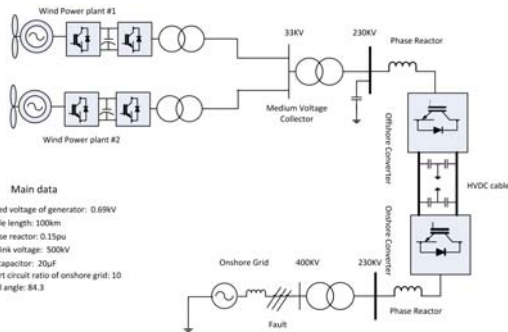 Wind Power plant #1
33KV
230KV
Phase Reactor
Medium Voltage
Collector
Wind Power plant #2
Offshore Converter
HVDC cable
Main data
ed voltage of generator: 0.69kV
le length: 100km
se reactor: 0.15pu
link voltage: 500kV
capacitor: 20µF
rt circuit ratio of onshore grid: 10
angle: 84.3
Onshore Converter
Onshore Grid
400KV
230KV
Fault
Phase Reactor